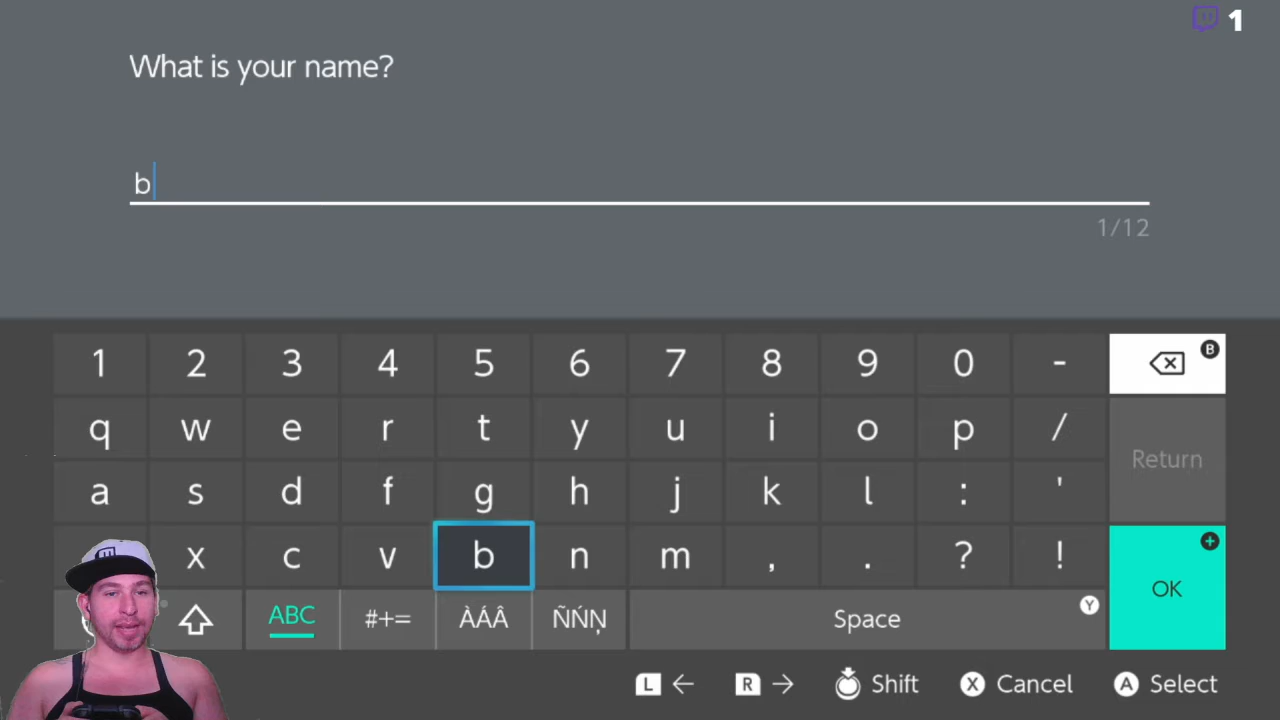 1
What is your name?
b
1/12
1 2 3 4 5 6 7 8 9 0 - B
q w e r t y u i o p /
Return
a s d f g h j k l : '
x c v b n m , . ? ! +
OK
ABC #+= ÀÁÂ ÑŃŅ Space Y
L ← R → Shift X Cancel A Select